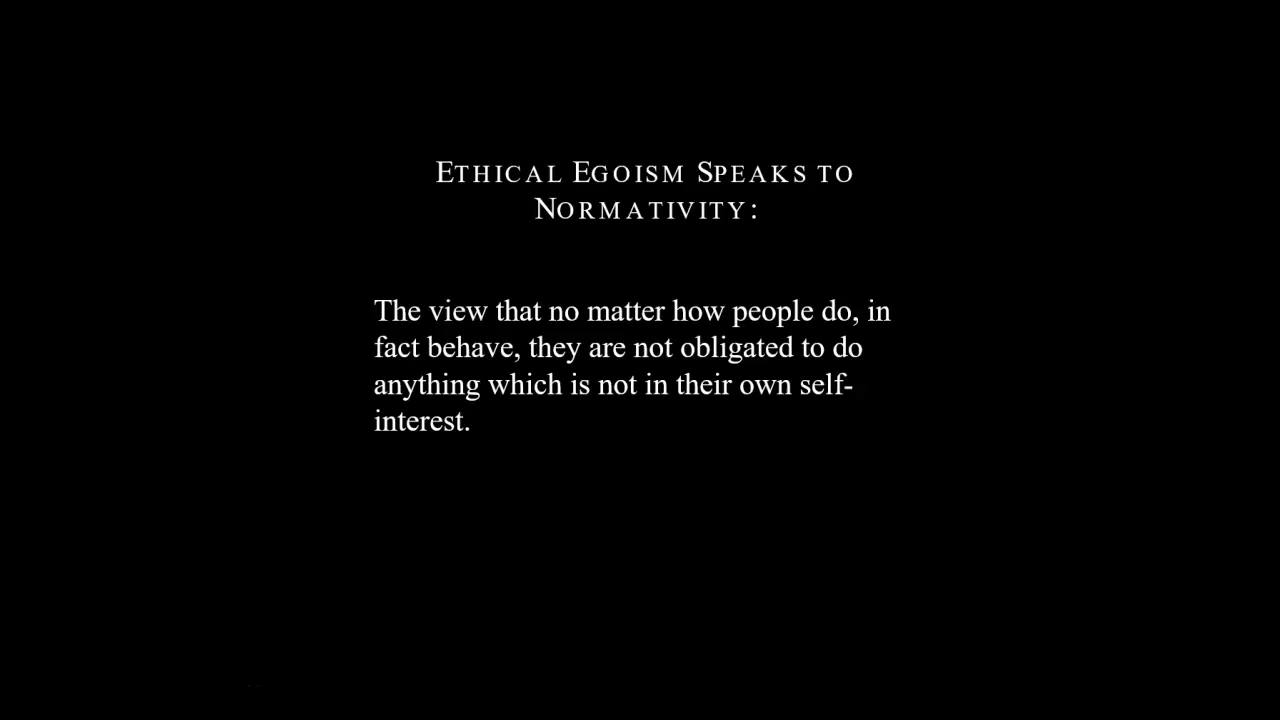 ETHICAL EGOISM SPEAKS TO
NORMATIVITY:
The view that no matter how people do, in
fact behave, they are not obligated to do
anything which is not in their own self-
interest.